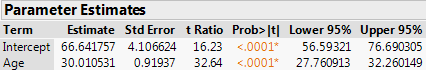 Parameter Estimates
Term Estimate Std Error t Ratio Prob>|t| Lower 95% Upper 95%
Intercept 66.641757 4.106624 16.23 <.0001* 56.59321 76.690305
Age 30.010531 0.91937 32.64 <.0001* 27.760913 32.260149